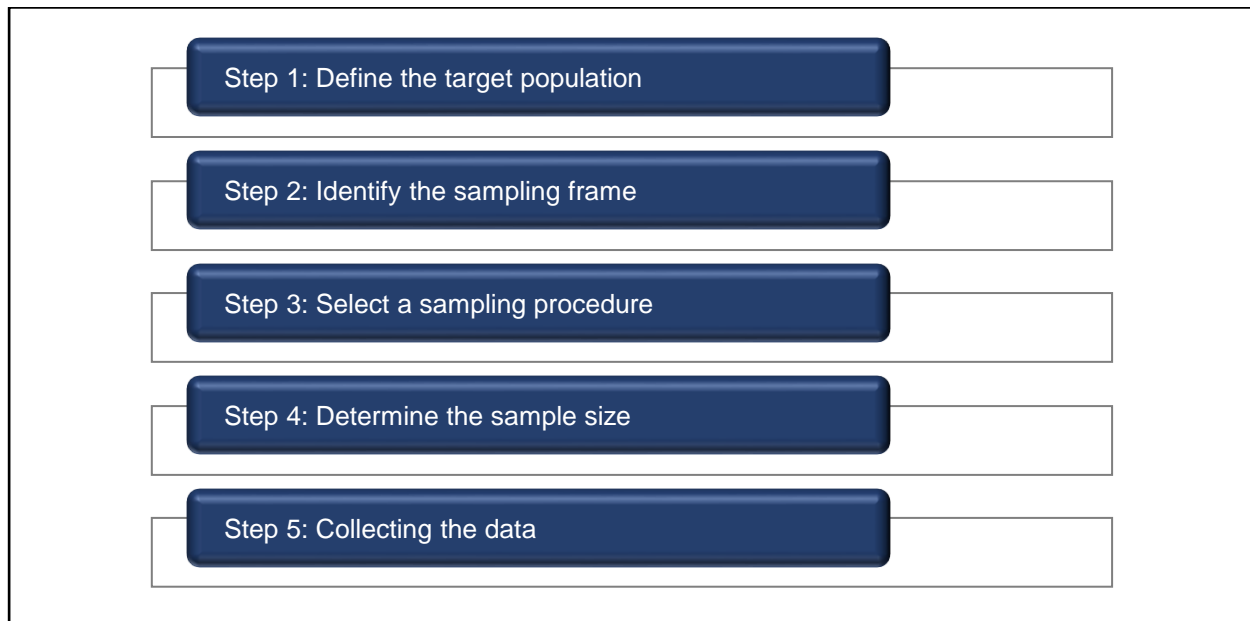 Step 1: Define the target population
Step 2: Identify the sampling frame
Step 3: Select a sampling procedure
Step 4: Determine the sample size
Step 5: Collecting the data